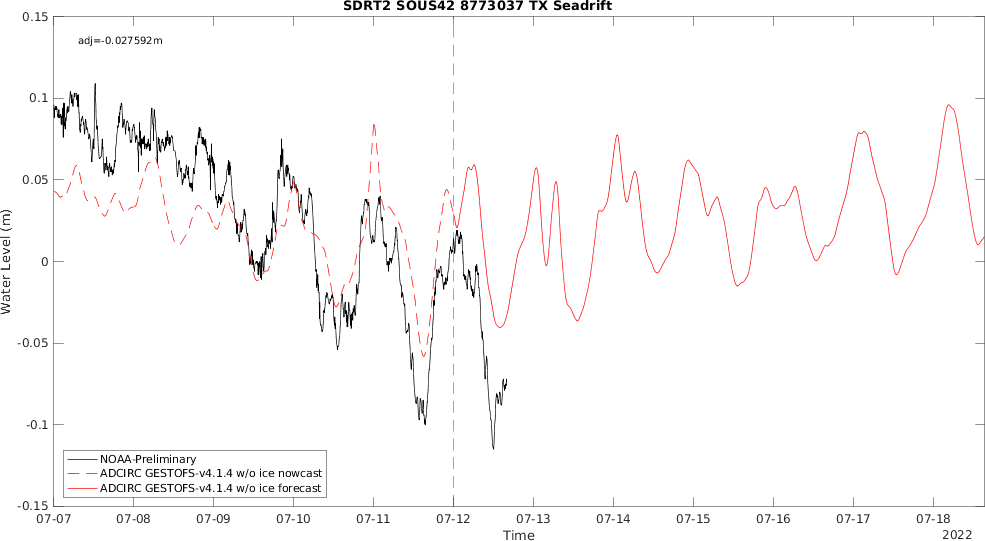 SDRT2 SOUS42 8773037 TX Seadrift
adj=-0.027592m
0.15
0.1
0.05
0
-0.05
-0.1
-0.15
Water Level (m)
NOAA-Preliminary
ADCIRC GESTOFS-v4.1.4 w/o ice nowcast
ADCIRC GESTOFS-v4.1.4 w/o ice forecast
07-07 07-08 07-09 07-10 07-11 07-12 07-13 07-14 07-15 07-16 07-17 07-18
Time
2022